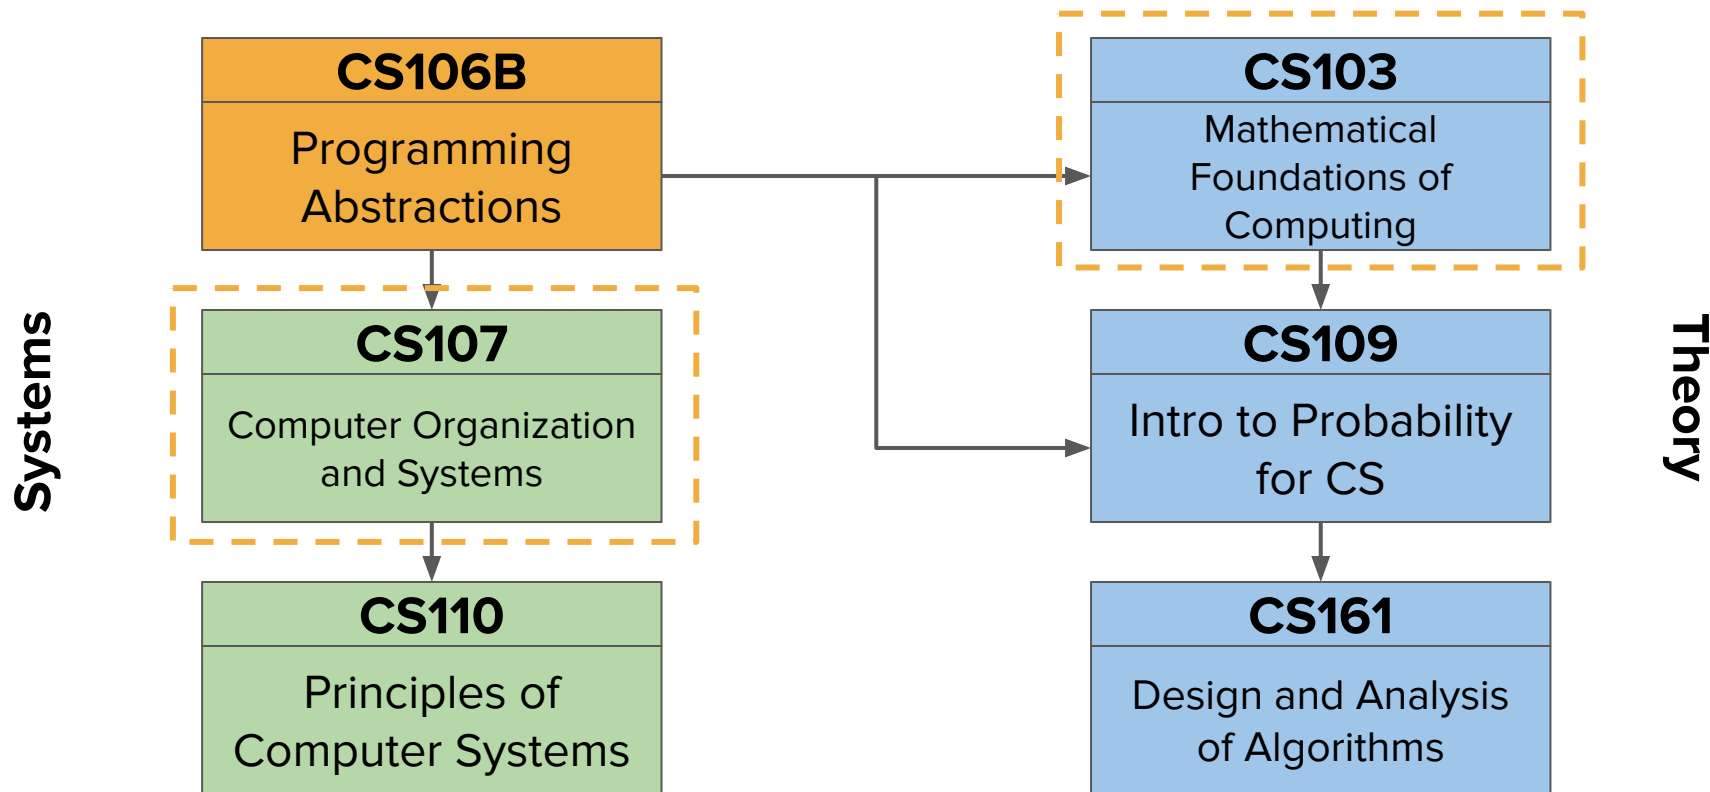 CS106B
Programming
Abstractions
CS103
Mathematical
Foundations of
Computing
Systems
CS107
Computer Organization
and Systems
CS109
Intro to Probability
for CS
Theory
CS110
Principles of
Computer Systems
CS161
Design and Analysis
of Algorithms